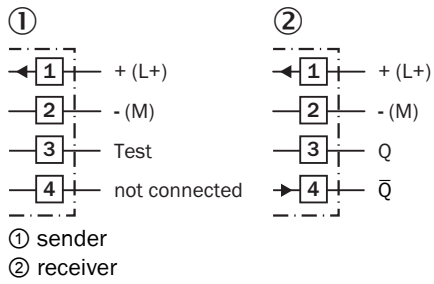 ① ②
1 + (L+) 1 + (L+)
2 - (M) 2 - (M)
3 Test 3 Q
4 not connected 4 Q̅
① sender
② receiver